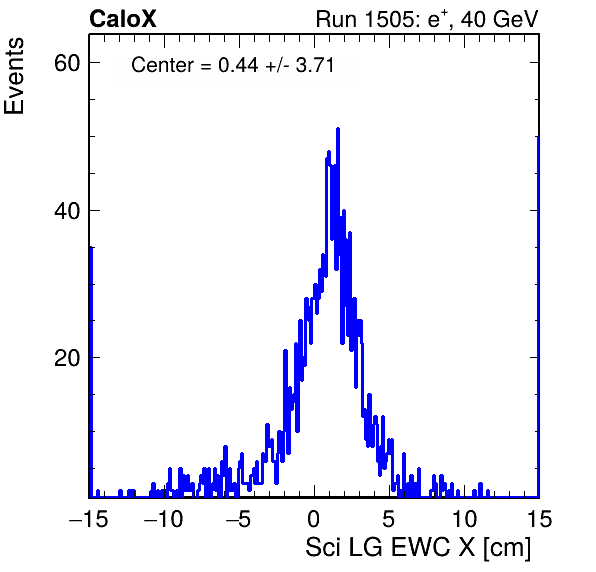 CaloX Run 1505: e⁺, 40 GeV
Center = 0.44 +/- 3.71
Events
60
40
20
−15 −10 −5 0 5 10 15
Sci LG EWC X [cm]